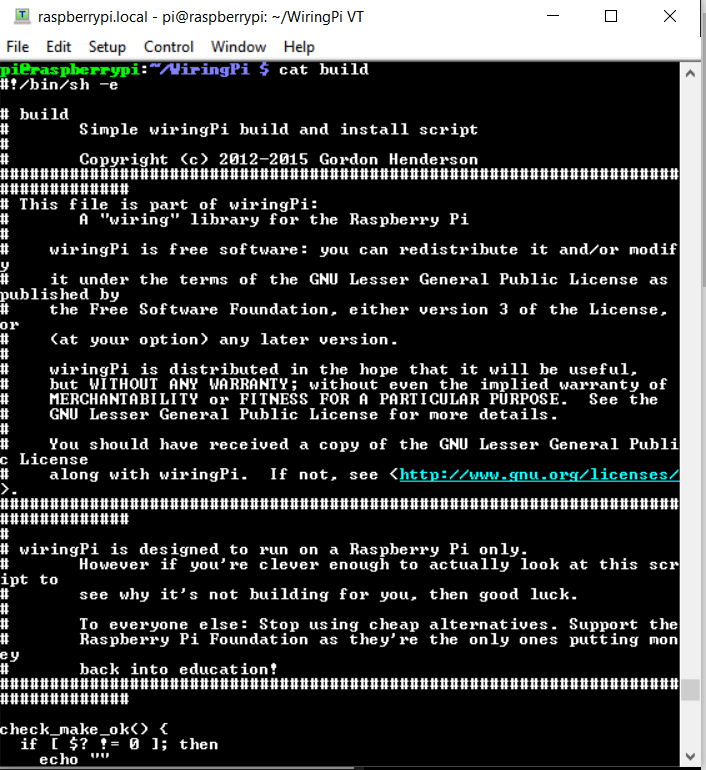 raspberrypi.local - pi@raspberrypi: ~/WiringPi VT
File Edit Setup Control Window Help
pi@raspberrypi:~/WiringPi $ cat build
#!/bin/sh -e

# build
#       Simple wiringPi build and install script
#
#       Copyright (c) 2012-2015 Gordon Henderson
####################################################################
#############
# This file is part of wiringPi:
#       A "wiring" library for the Raspberry Pi
#
#    wiringPi is free software: you can redistribute it and/or modif
y
#    it under the terms of the GNU Lesser General Public License as
published by
#    the Free Software Foundation, either version 3 of the License,
or
#    (at your option) any later version.
#
#    wiringPi is distributed in the hope that it will be useful,
#    but WITHOUT ANY WARRANTY; without even the implied warranty of
#    MERCHANTABILITY or FITNESS FOR A PARTICULAR PURPOSE.  See the
#    GNU Lesser General Public License for more details.
#
#    You should have received a copy of the GNU Lesser General Publi
c License
#    along with wiringPi.  If not, see <http://www.gnu.org/licenses/
>.
####################################################################
#############
#
# wiringPi is designed to run on a Raspberry Pi only.
#       However if you're clever enough to actually look at this scr
ipt to
#       see why it's not building for you, then good luck.
#
#       To everyone else: Stop using cheap alternatives. Support the
#       Raspberry Pi Foundation as they're the only ones putting mon
ey
#       back into education!
####################################################################
#############

check_make_ok() {
  if [ $? != 0 ]; then
    echo ""